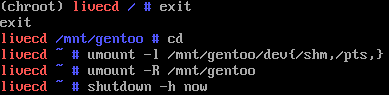 (chroot) livecd / # exit
exit
livecd /mnt/gentoo # cd
livecd ~ # umount -l /mnt/gentoo/dev{/shm,/pts,}
livecd ~ # umount -R /mnt/gentoo
livecd ~ # shutdown -h now